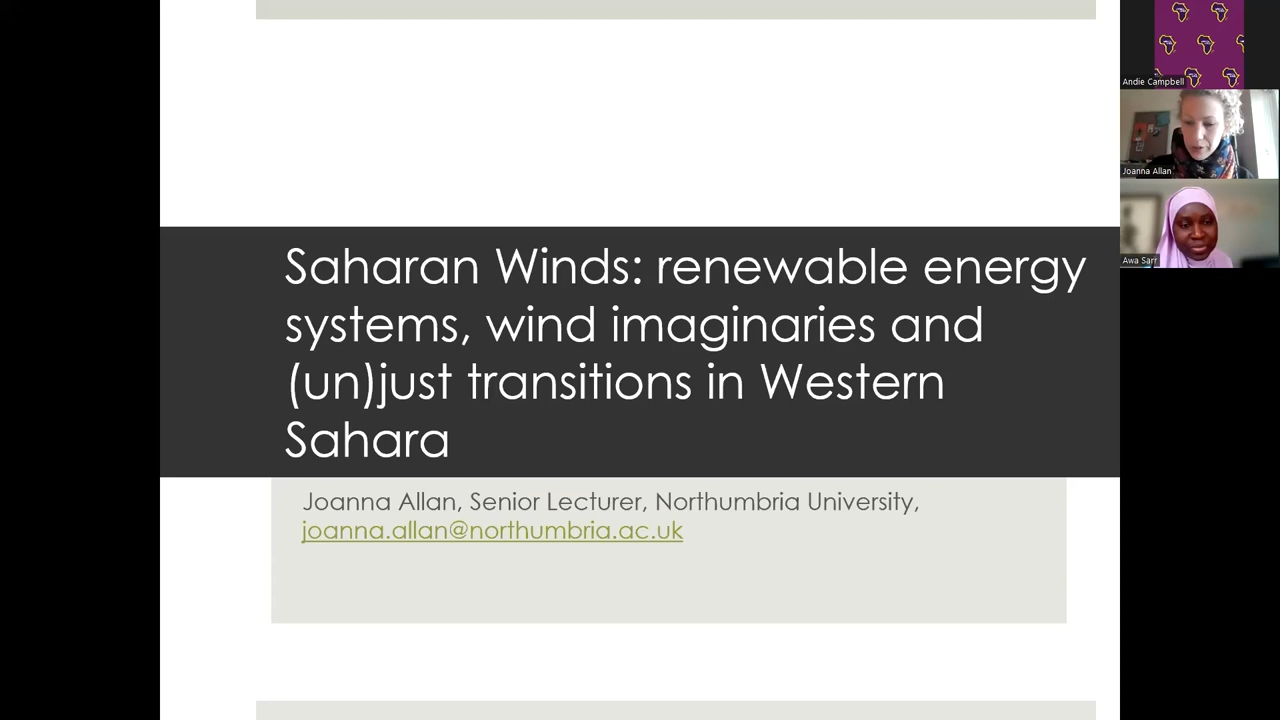 Saharan Winds: renewable energy
systems, wind imaginaries and
(un)just transitions in Western
Sahara
Joanna Allan, Senior Lecturer, Northumbria University,
joanna.allan@northumbria.ac.uk
Andie Campbell
Joanna Allan
Awa Sarr